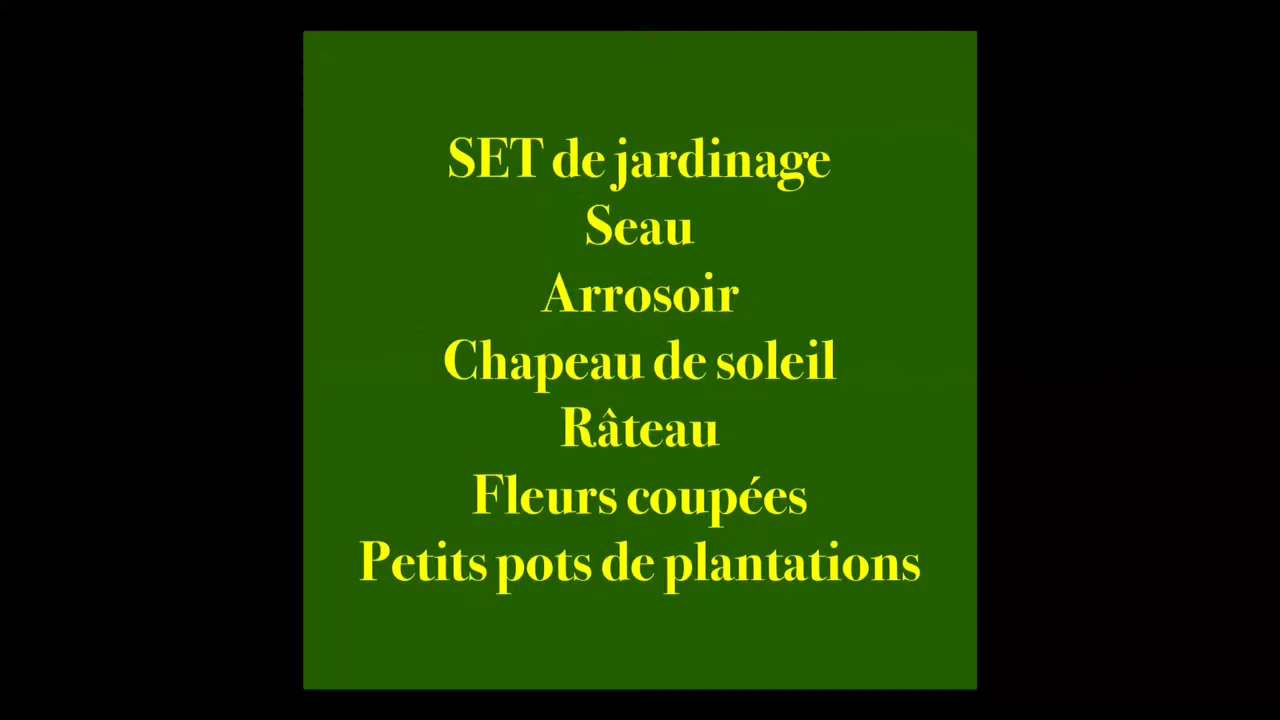 SET de jardinage
Seau
Arrosoir
Chapeau de soleil
Râteau
Fleurs coupées
Petits pots de plantations